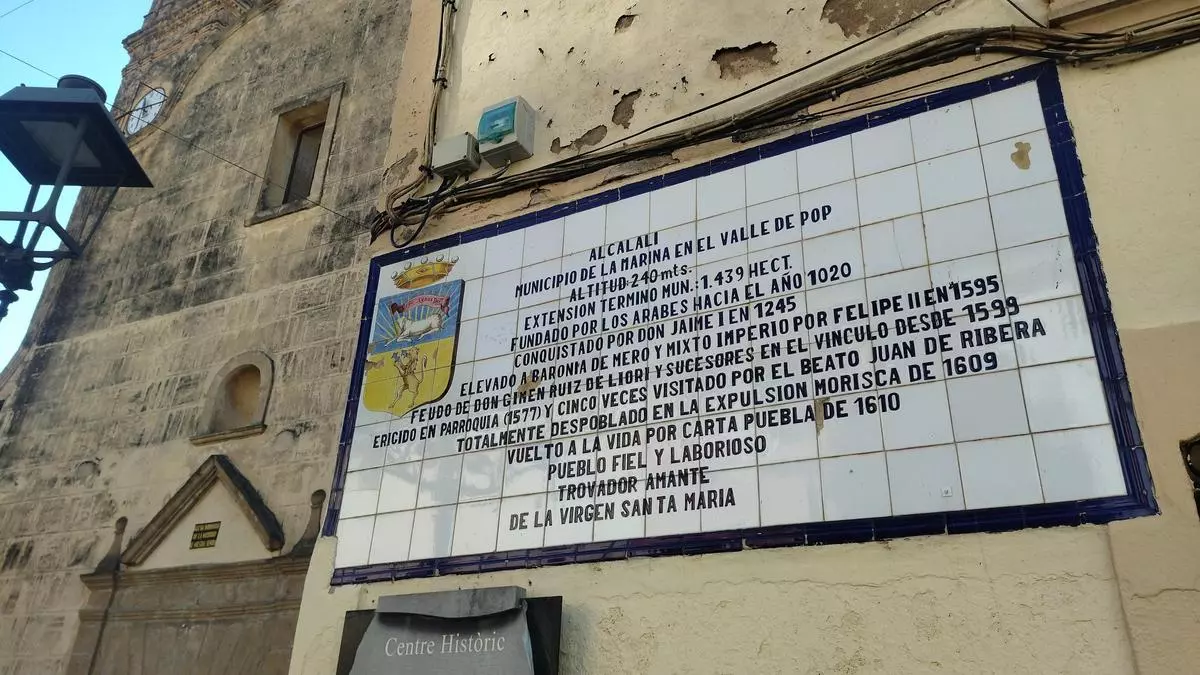 ALCALALI
MUNICIPIO DE LA MARINA EN EL VALLE DE POP
ALTITUD: 240 mts.
EXTENSION TERMINO MUN.: 1.439 HECT.
FUNDADO POR LOS ARABES HACIA EL AÑO 1020
CONQUISTADO POR DON JAIME I EN 1245
ELEVADO A BARONIA DE MERO Y MIXTO IMPERIO POR FELIPE II EN 1595
FEUDO DE DON GIMEN RUIZ DE LIORI Y SUCESORES EN EL VINCULO DESDE 1599
ERIGIDO EN PARROQUIA (1577) Y CINCO VECES VISITADO POR EL BEATO JUAN DE RIBERA
TOTALMENTE DESPOBLADO EN LA EXPULSION MORISCA DE 1609
VUELTO A LA VIDA POR CARTA PUEBLA DE 1610
PUEBLO FIEL Y LABORIOSO
TROVADOR AMANTE
DE LA VIRGEN SANTA MARIA
Centre Històric